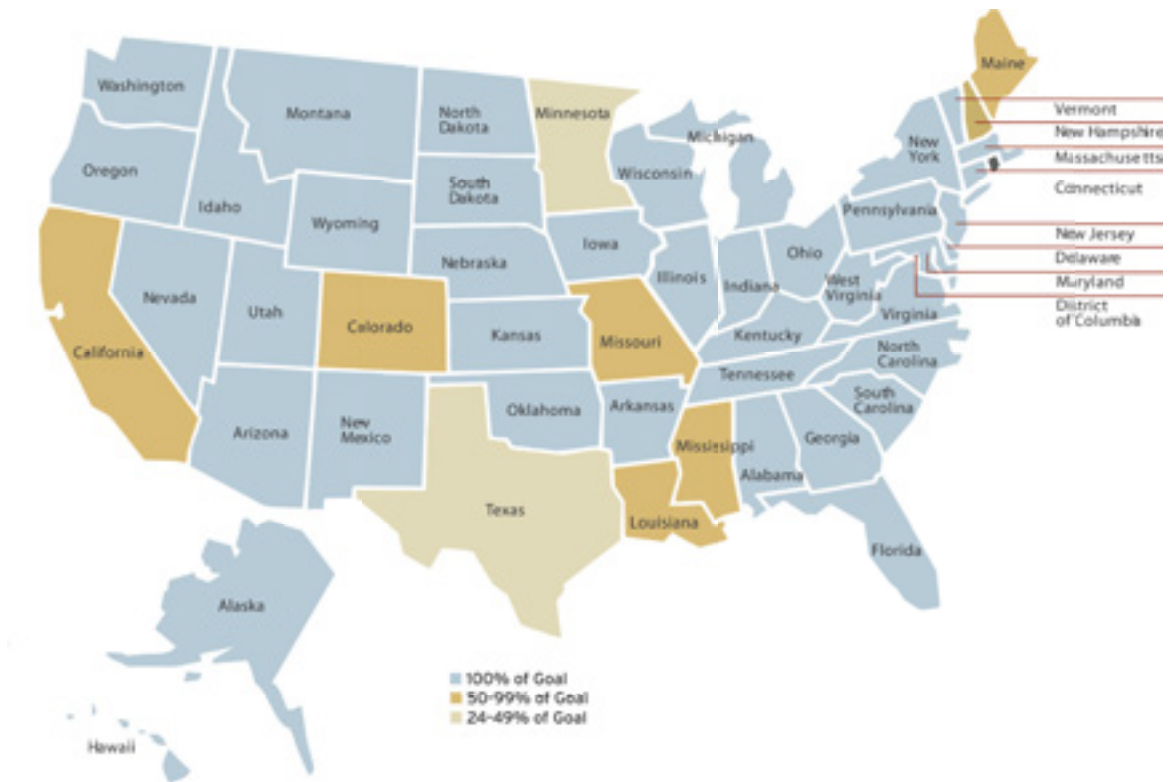 Maine
Washington
Montana
North
Dakota
Minnesota
Vermont
New Hampshire
Michigan
New
York
Massachusetts
Oregon
Wisconsin
South
Dakota
Connecticut
Idaho
Wyoming
Pennsylvania
New Jersey
Iowa
Ohio
Delaware
Nebraska
Illinois
Indiana
West
Virginia
Maryland
Nevada
Utah
Virginia
District
of Columbia
Colorado
Kansas
Missouri
Kentucky
California
North
Carolina
Tennessee
South
Carolina
Oklahoma
Arkansas
Arizona
New
Mexico
Mississippi
Georgia
Alabama
Texas
Louisiana
Florida
Alaska
100% of Goal
50-99% of Goal
24-49% of Goal
Hawaii